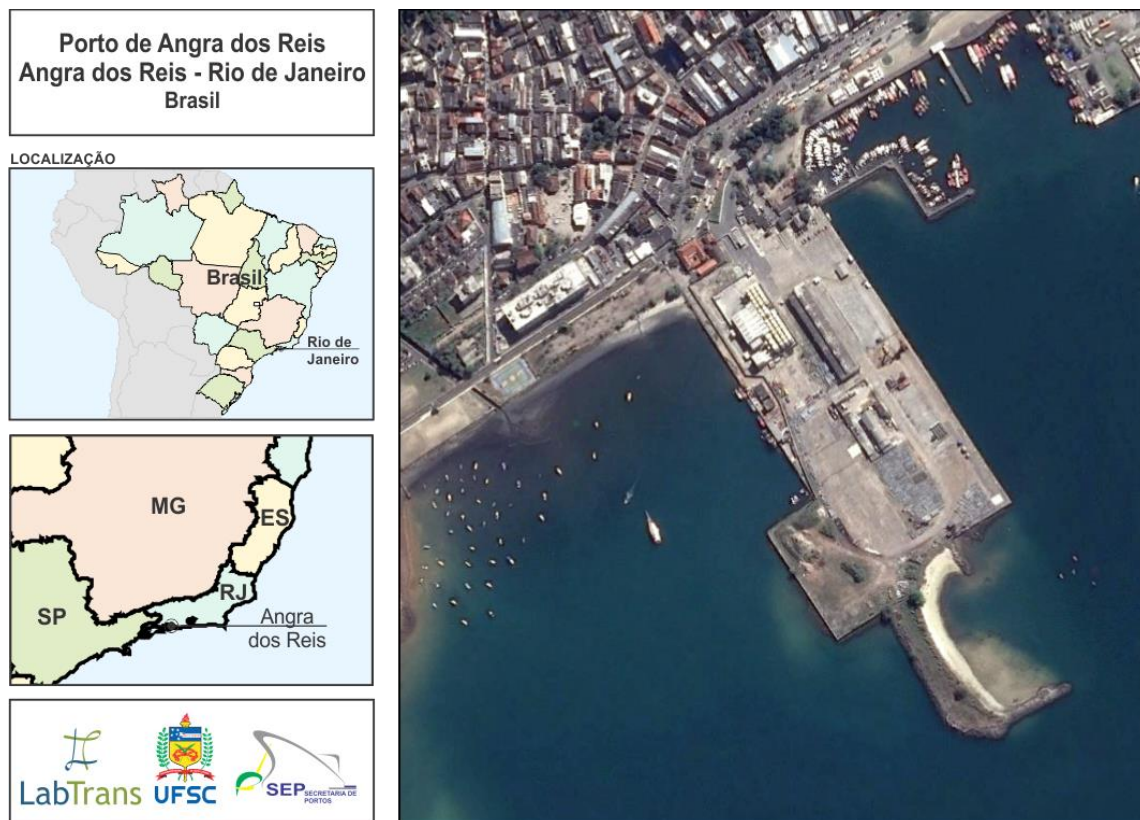 Porto de Angra dos Reis
Angra dos Reis - Rio de Janeiro
Brasil
LOCALIZAÇÃO
Brasil
Rio de
Janeiro
MG
ES
RJ
SP
Angra
dos Reis
LabTrans
UFSC
SEP SECRETARIA DE
PORTOS